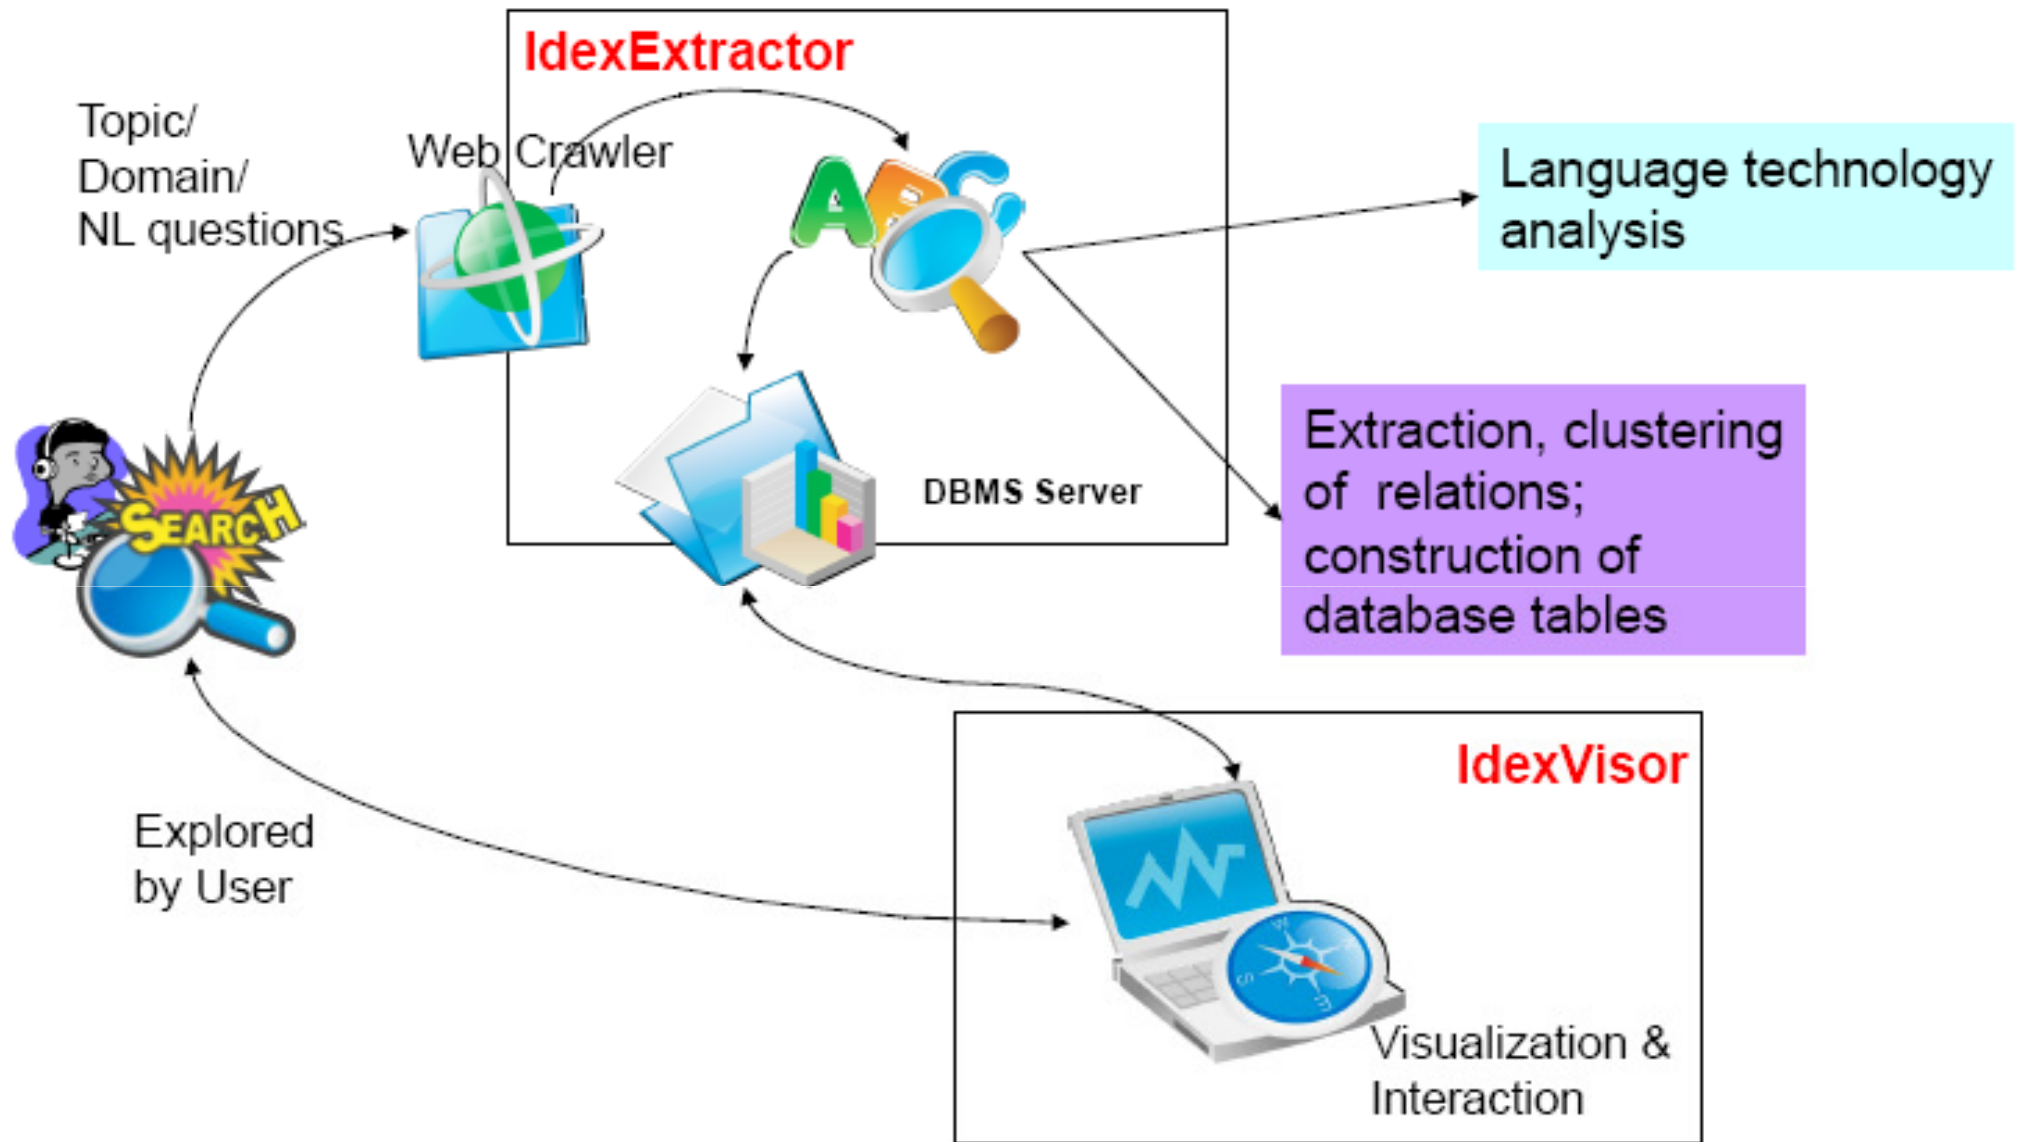 IdexExtractor
Topic/
Domain/
NL questions
Web Crawler
ABC
Language technology
analysis
SEARCH
DBMS Server
Extraction, clustering
of relations;
construction of
database tables
IdexVisor
Explored
by User
W
N
S
E
Visualization &
Interaction